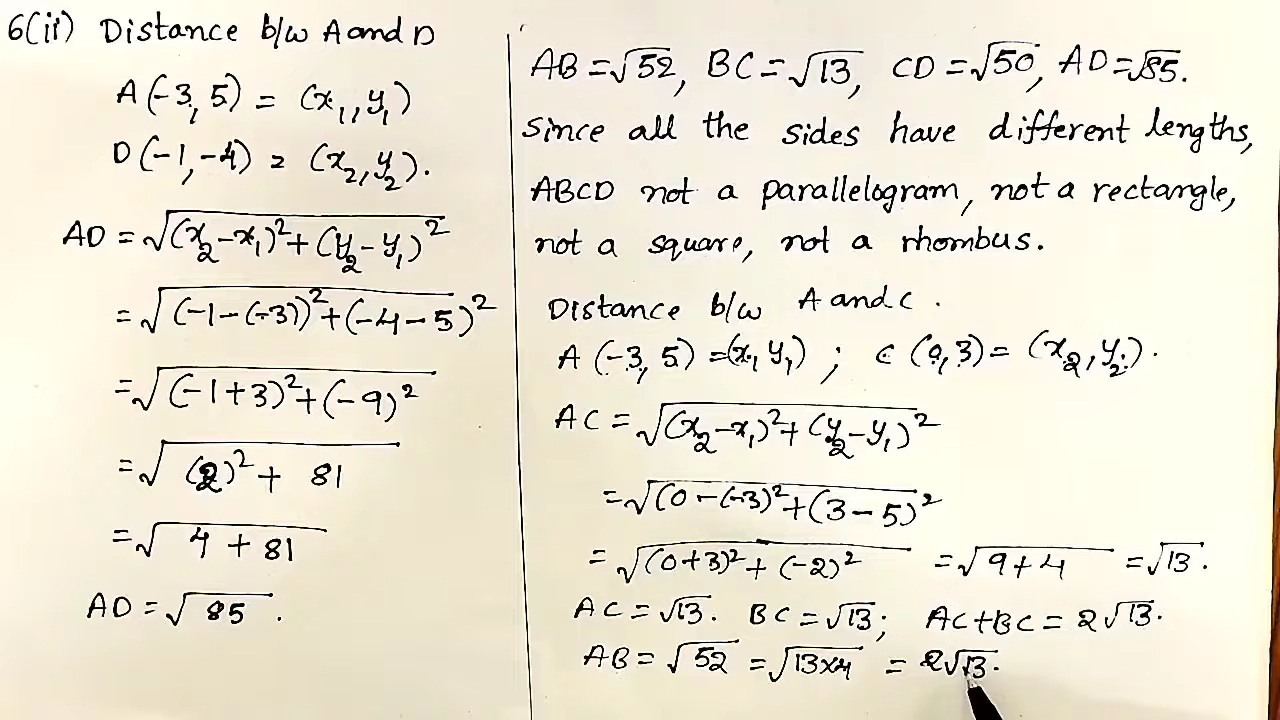 6(ii) Distance b/w A and D
A(-3, 5) = (x₁, y₁)
D(-1, -4) = (x₂, y₂).
AD = √(x₂-x₁)²+(y₂-y₁)²
= √(-1-(-3))²+(-4-5)²
= √(-1+3)²+(-9)²
= √(2)²+ 81
= √4 + 81
AD = √85.
AB = √52, BC = √13, CD = √50, AD = √85.
Since all the sides have different lengths,
ABCD not a parallelogram, not a rectangle,
not a square, not a rhombus.
Distance b/w A and C.
A (-3, 5) = (x₁ y₁) ; C (0, 3) = (x₂, y₂).
AC = √(x₂-x₁)²+(y₂-y₁)²
= √(0-(-3)²+(3-5)²
= √(0+3)²+(-2)² = √9+4 = √13.
AC = √13. BC = √13; AC+BC = 2√13.
AB = √52 = √13×4 = 2√13.